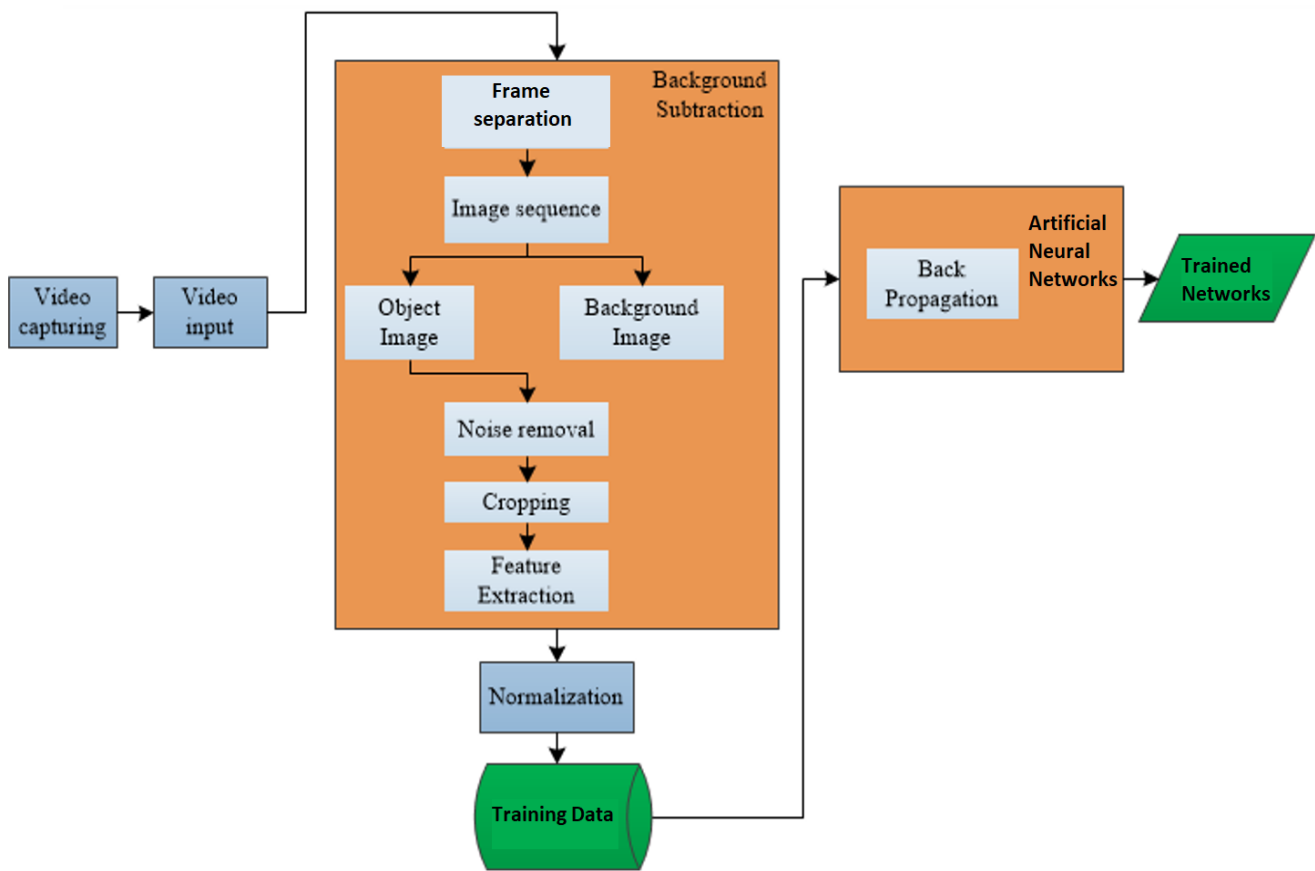 Video
capturing
Video
input
Background
Subtraction
Frame
separation
Image sequence
Object
Image
Background
Image
Noise removal
Cropping
Feature
Extraction
Normalization
Training Data
Artificial
Neural
Networks
Back
Propagation
Trained
Networks